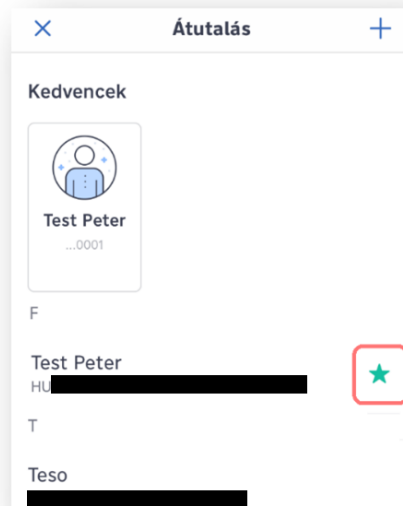 Átutalás
Kedvencek
Test Peter
...0001
F
Test Peter
HU
T
Teso